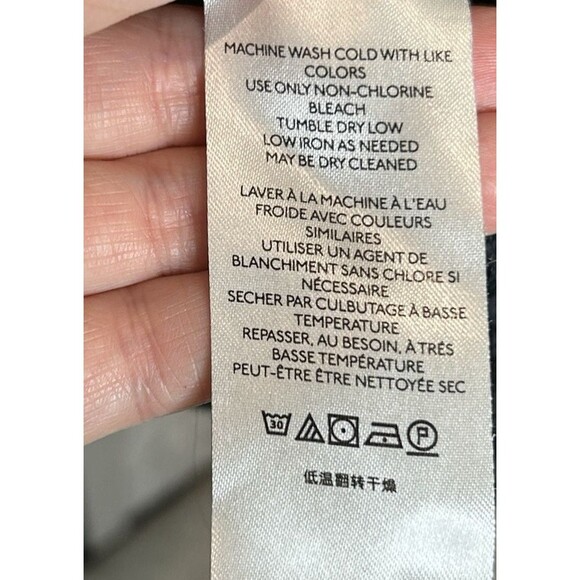 MACHINE WASH COLD WITH LIKE
COLORS
USE ONLY NON-CHLORINE
BLEACH
TUMBLE DRY LOW
LOW IRON AS NEEDED
MAY BE DRY CLEANED
LAVER À LA MACHINE À L'EAU
FROIDE AVEC COULEURS
SIMILAIRES
UTILISER UN AGENT DE
BLANCHIMENT SANS CHLORE SI
NÉCESSAIRE
SECHER PAR CULBUTAGE À BASSE
TEMPERATURE
REPASSER, AU BESOIN, À TRÉS
BASSE TEMPÉRATURE
PEUT-ÊTRE ÊTRE NETTOYÉE SEC
30 P
低温翻转干燥